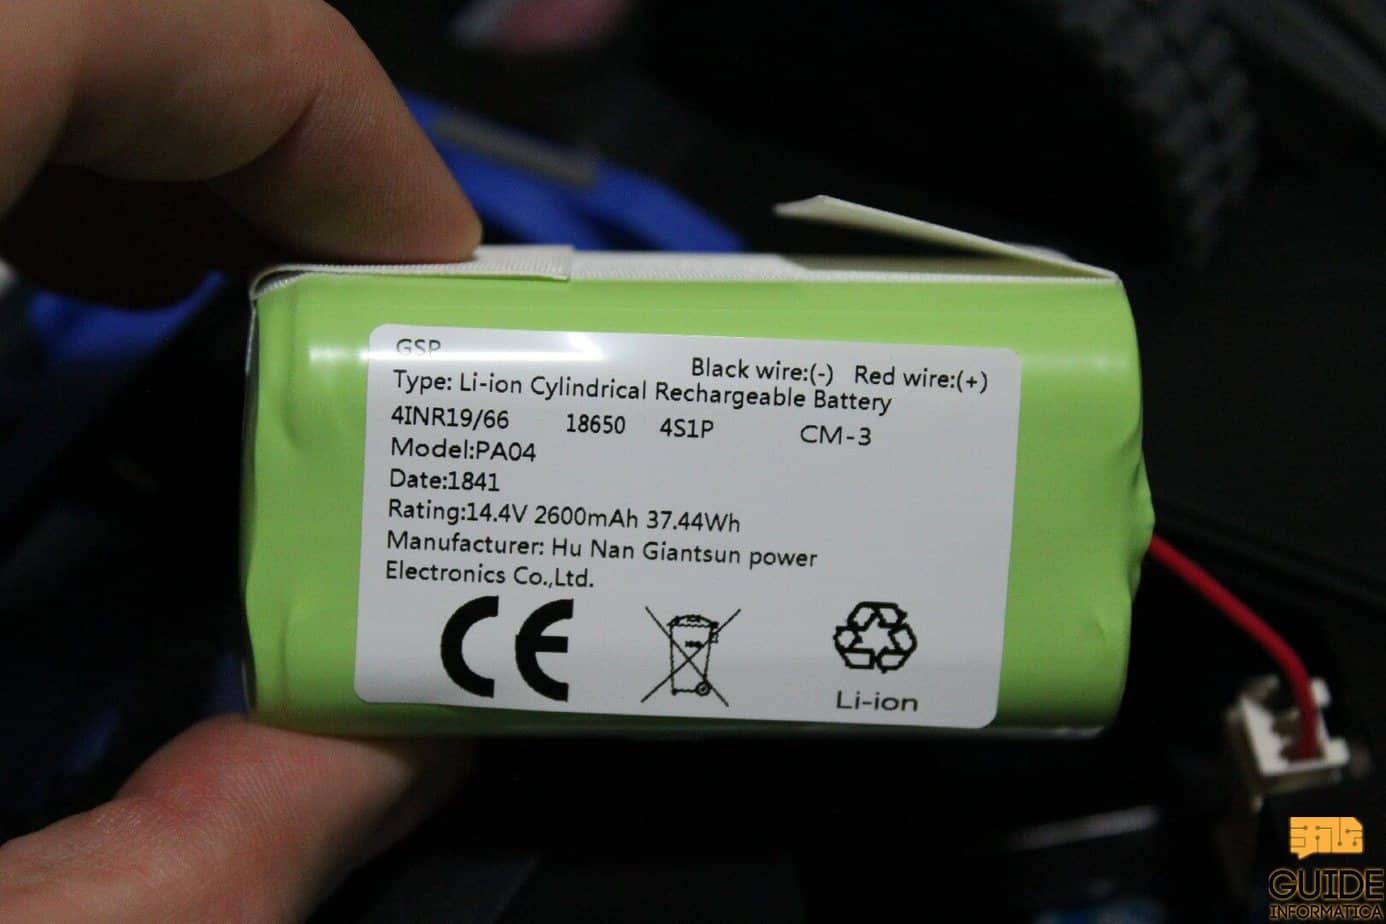 GSP
Black wire:(-) Red wire:(+)
Type: Li-ion Cylindrical Rechargeable Battery
4INR19/66 18650 4S1P CM-3
Model:PA04
Date:1841
Rating:14.4V 2600mAh 37.44Wh
Manufacturer: Hu Nan Giantsun power
Electronics Co.,Ltd.
CE
Li-ion
GUIDE
INFORMATICA